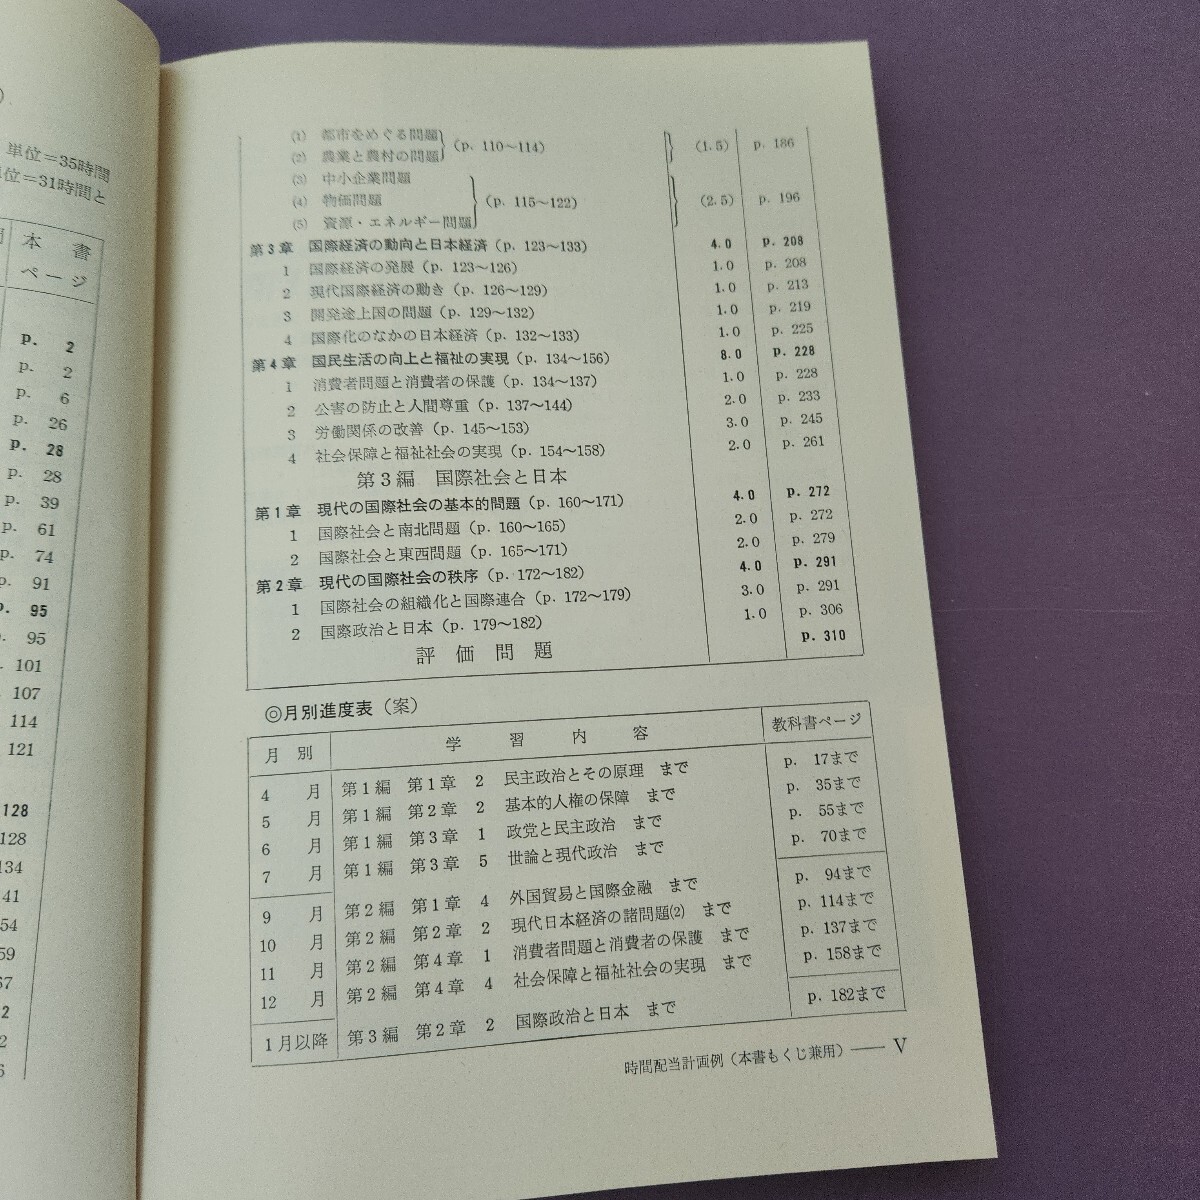 単位=35時間
位=31時間と
本書
ページ
p. 2
p. 2
p. 6
p. 26
p. 28
p. 28
p. 39
p. 61
p. 74
p. 91
p. 95
95
101
107
114
121
128
128
134
(1) 都市をめぐる問題
(2) 農業と農村の問題 (p. 110〜114) (1.5) p. 186
(3) 中小企業問題
(4) 物価問題 (p. 115〜122) (2.5) p. 196
(5) 資源・エネルギー問題
第3章 国際経済の動向と日本経済 (p. 123〜133) 4.0 p. 208
1 国際経済の発展 (p. 123〜126) 1.0 p. 208
2 現代国際経済の動き (p. 126〜129) 1.0 p. 213
3 開発途上国の問題 (p. 129〜132) 1.0 p. 219
4 国際化のなかの日本経済 (p. 132〜133) 1.0 p. 225
第4章 国民生活の向上と福祉の実現 (p. 134〜156) 8.0 p. 228
1 消費者問題と消費者の保護 (p. 134〜137) 1.0 p. 228
2 公害の防止と人間尊重 (p. 137〜144) 2.0 p. 233
3 労働関係の改善 (p. 145〜153) 3.0 p. 245
4 社会保障と福祉社会の実現 (p. 154〜158) 2.0 p. 261
第3編 国際社会と日本
第1章 現代の国際社会の基本的問題 (p. 160〜171) 4.0 p. 272
1 国際社会と南北問題 (p. 160〜165) 2.0 p. 272
2 国際社会と東西問題 (p. 165〜171) 2.0 p. 279
第2章 現代の国際社会の秩序 (p. 172〜182) 4.0 p. 291
1 国際社会の組織化と国際連合 (p. 172〜179) 3.0 p. 291
2 国際政治と日本 (p. 179〜182) 1.0 p. 306
評価問題 p. 310
◎月別進度表(案)
月別 学習内容 教科書ページ
4月 第1編 第1章 2 民主政治とその原理 まで p. 17まで
5月 第1編 第2章 2 基本的人権の保障 まで p. 35まで
6月 第1編 第3章 1 政党と民主政治 まで p. 55まで
7月 第1編 第3章 5 世論と現代政治 まで p. 70まで
9月 第2編 第1章 4 外国貿易と国際金融 まで p. 94まで
10月 第2編 第2章 2 現代日本経済の諸問題(2) まで p. 114まで
11月 第2編 第4章 1 消費者問題と消費者の保護 まで p. 137まで
12月 第2編 第4章 4 社会保障と福祉社会の実現 まで p. 158まで
1月以降 第3編 第2章 2 国際政治と日本 まで p. 182まで
時間配当計画例(本書もくじ兼用)—— V